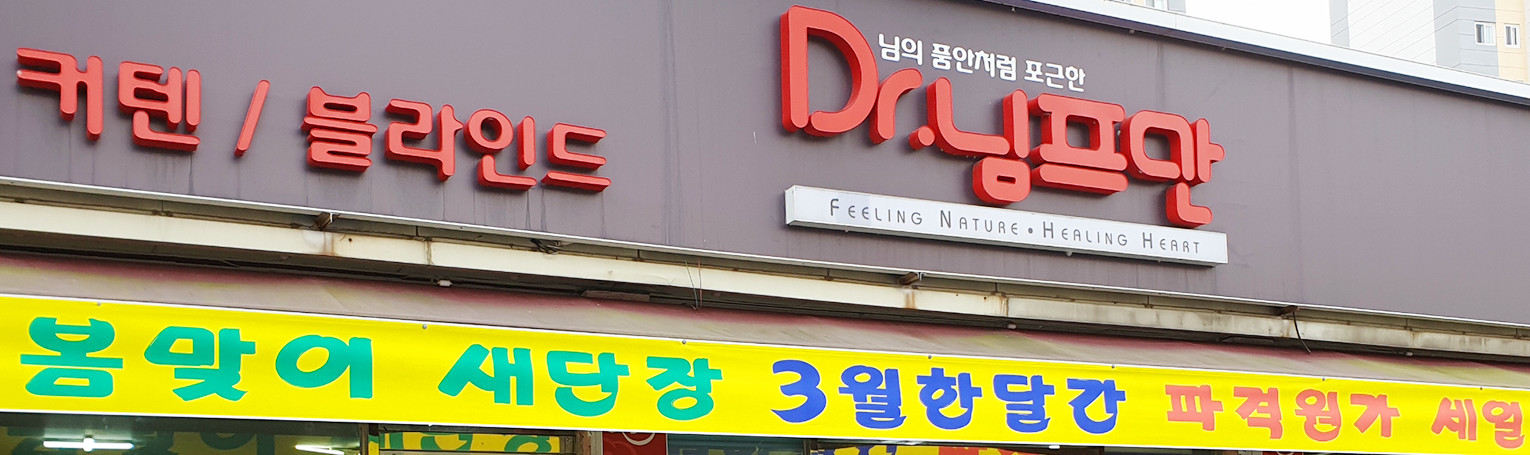 커텐 / 블라인드
님의 품안처럼 포근한
Dr.님프만
FEELING NATURE • HEALING HEART
봄맞이 새단장 3월한달간 파격원가 세일